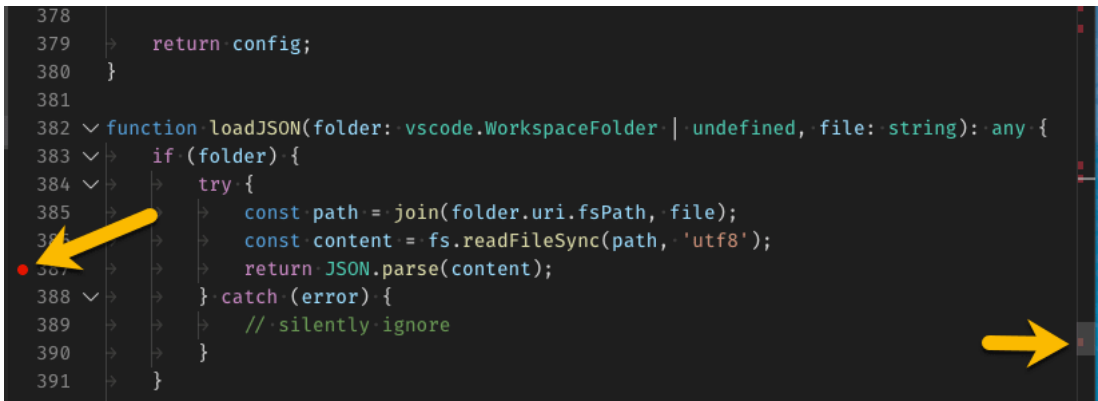 378
379 return config;
380 }
381
382 function loadJSON(folder: vscode.WorkspaceFolder | undefined, file: string): any {
383 if (folder) {
384 try {
385 const path = join(folder.uri.fsPath, file);
386 const content = fs.readFileSync(path, 'utf8');
387 return JSON.parse(content);
388 } catch (error) {
389 // silently ignore
390 }
391 }